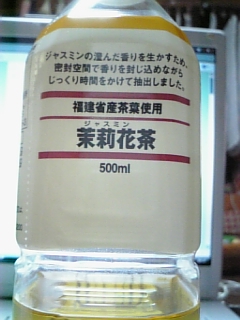 ジャスミンの澄んだ香りを生かすため、
密封空間で香りを封じ込めながら
じっくり時間をかけて抽出しました。
福建省産茶葉使用
ジャスミン
茉莉花茶
500ml